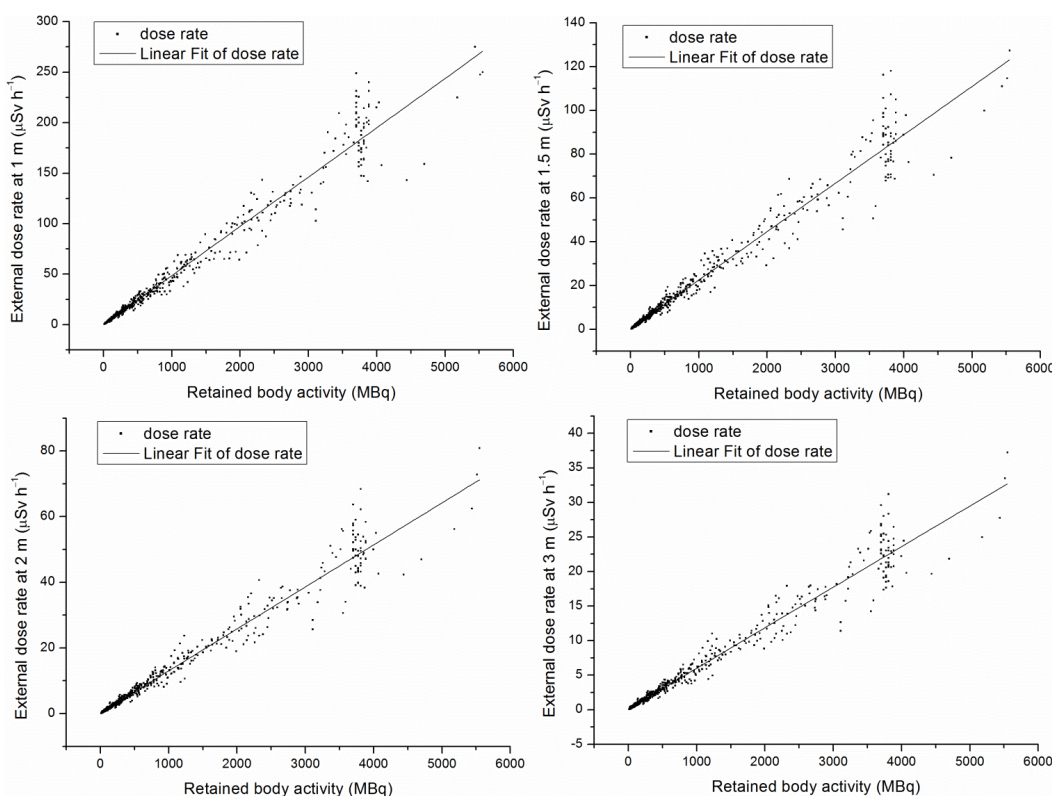 dose rate
Linear Fit of dose rate
External dose rate at 1 m (μSv h⁻¹)
300
250
200
150
100
50
0
0 1000 2000 3000 4000 5000 6000
Retained body activity (MBq)
dose rate
Linear Fit of dose rate
External dose rate at 1.5 m (μSv h⁻¹)
140
120
100
80
60
40
20
0
0 1000 2000 3000 4000 5000 6000
Retained body activity (MBq)
dose rate
Linear Fit of dose rate
External dose rate at 2 m (μSv h⁻¹)
80
60
40
20
0
0 1000 2000 3000 4000 5000 6000
Retained body activity (MBq)
dose rate
Linear Fit of dose rate
External dose rate at 3 m (μSv h⁻¹)
40
35
30
25
20
15
10
5
0
-5
0 1000 2000 3000 4000 5000 6000
Retained body activity (MBq)